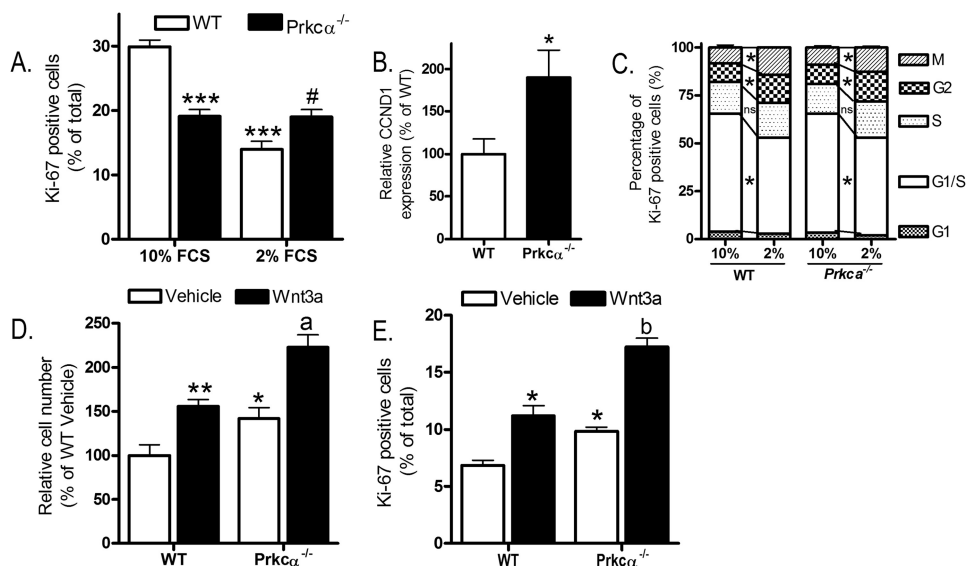 A.
WT
Prkcα-/-
Ki-67 positive cells
(% of total)
30
20
10
0
***
***
#
10% FCS
2% FCS
B.
Relative CCND1
expression (% of WT)
200
150
100
50
0
*
WT
Prkcα-/-
C.
Percentage of
Ki-67 positive cells (%)
100
75
50
25
0
*
*
ns
*
*
*
ns
*
10%
2%
10%
2%
WT
Prkca-/-
M
G2
S
G1/S
G1
D.
Vehicle
Wnt3a
Relative cell number
(% of WT Vehicle)
250
200
150
100
50
0
**
*
a
WT
Prkcα-/-
E.
Vehicle
Wnt3a
Ki-67 positive cells
(% of total)
20
15
10
5
0
*
*
b
WT
Prkcα-/-